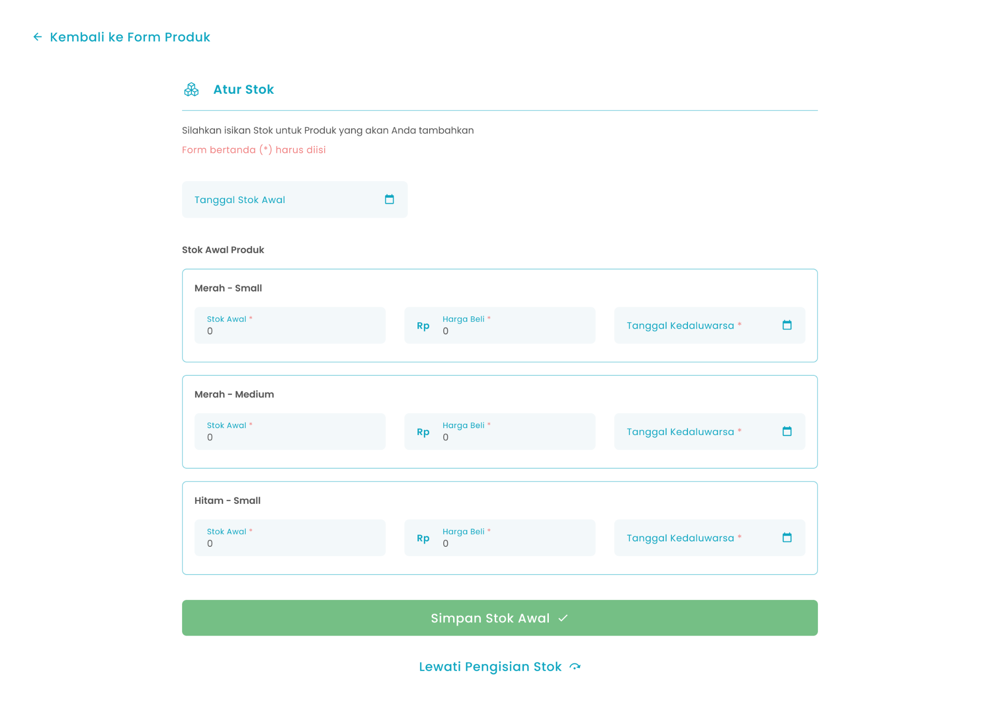 Kembali ke Form Produk
Atur Stok
Silahkan isikan Stok untuk Produk yang akan Anda tambahkan
Form bertanda (*) harus diisi
Tanggal Stok Awal
Stok Awal Produk
Merah - Small
Stok Awal *
0
Rp
Harga Beli *
0
Tanggal Kedaluwarsa *
Merah - Medium
Stok Awal *
0
Rp
Harga Beli *
0
Tanggal Kedaluwarsa *
Hitam - Small
Stok Awal *
0
Rp
Harga Beli *
0
Tanggal Kedaluwarsa *
Simpan Stok Awal
Lewati Pengisian Stok